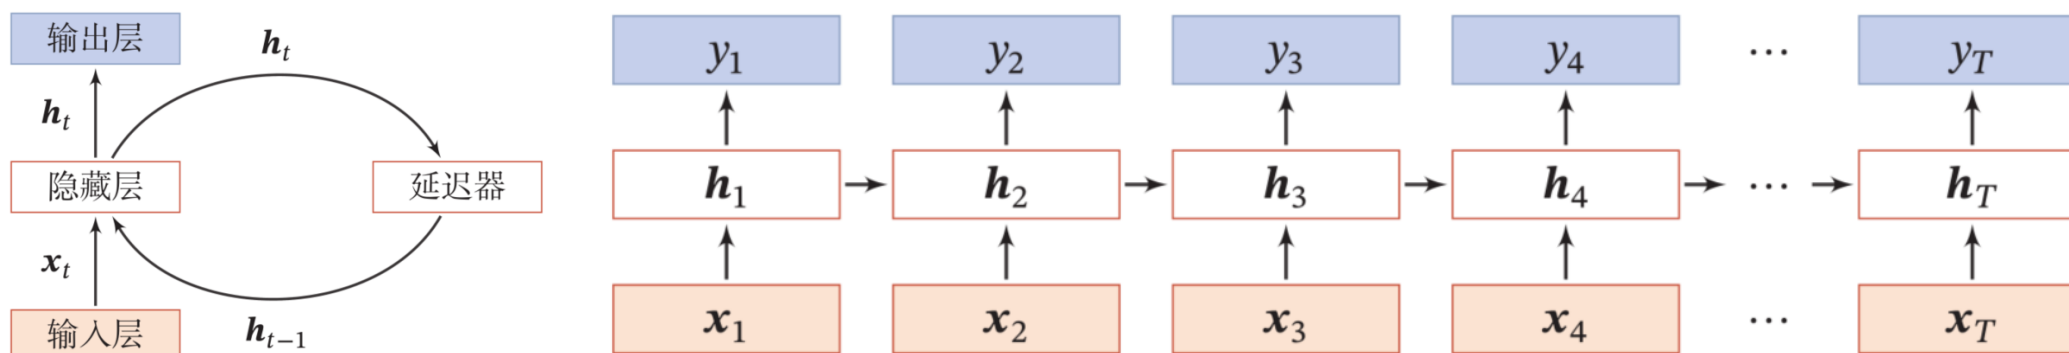 输出层
h_t
h_t
隐藏层
延迟器
x_t
输入层
h_{t−1}
y_1 y_2 y_3 y_4 ⋯ y_T
h_1 h_2 h_3 h_4 ⋯ h_T
x_1 x_2 x_3 x_4 ⋯ x_T